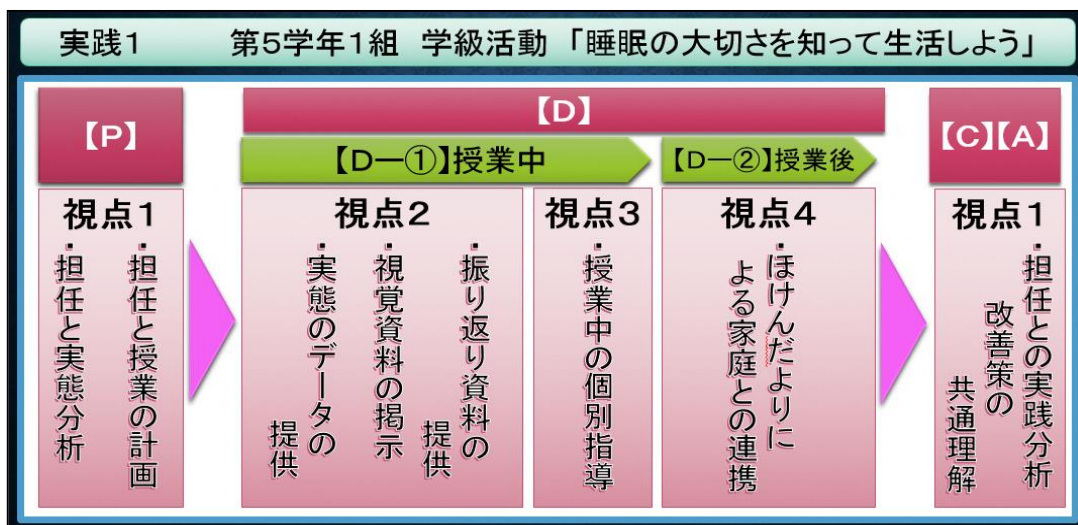 実践1 第5学年1組 学級活動 「睡眠の大切さを知って生活しよう」
【P】
視点1
・担任と授業の計画
・担任と実態分析
【D】
【D—①】授業中
視点2
・振り返り資料の
提供
・視覚資料の掲示
・実態のデータの
提供
視点3
・授業中の個別指導
【D—②】授業後
視点4
・ほけんだよりに
よる家庭との連携
【C】【A】
視点1
・担任との実践分析
改善策の
共通理解